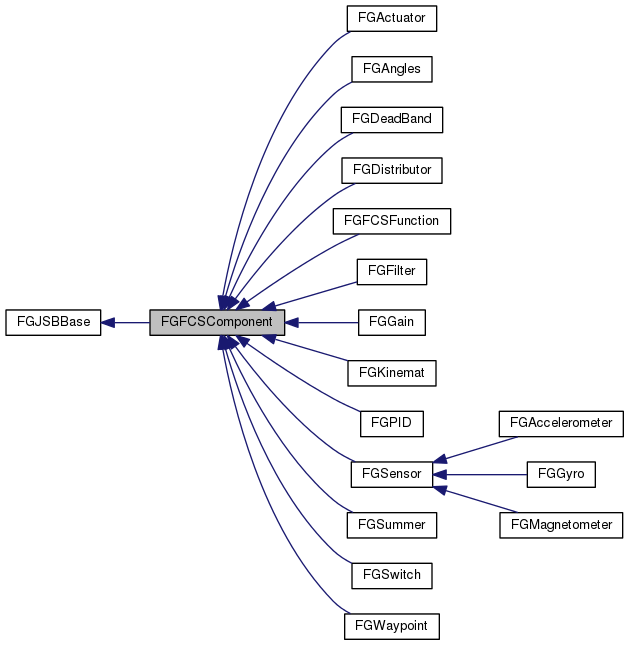 FGActuator
FGAngles
FGDeadBand
FGDistributor
FGFCSFunction
FGFilter
FGJSBBase
FGFCSComponent
FGGain
FGKinemat
FGPID
FGAccelerometer
FGSensor
FGGyro
FGSummer
FGMagnetometer
FGSwitch
FGWaypoint